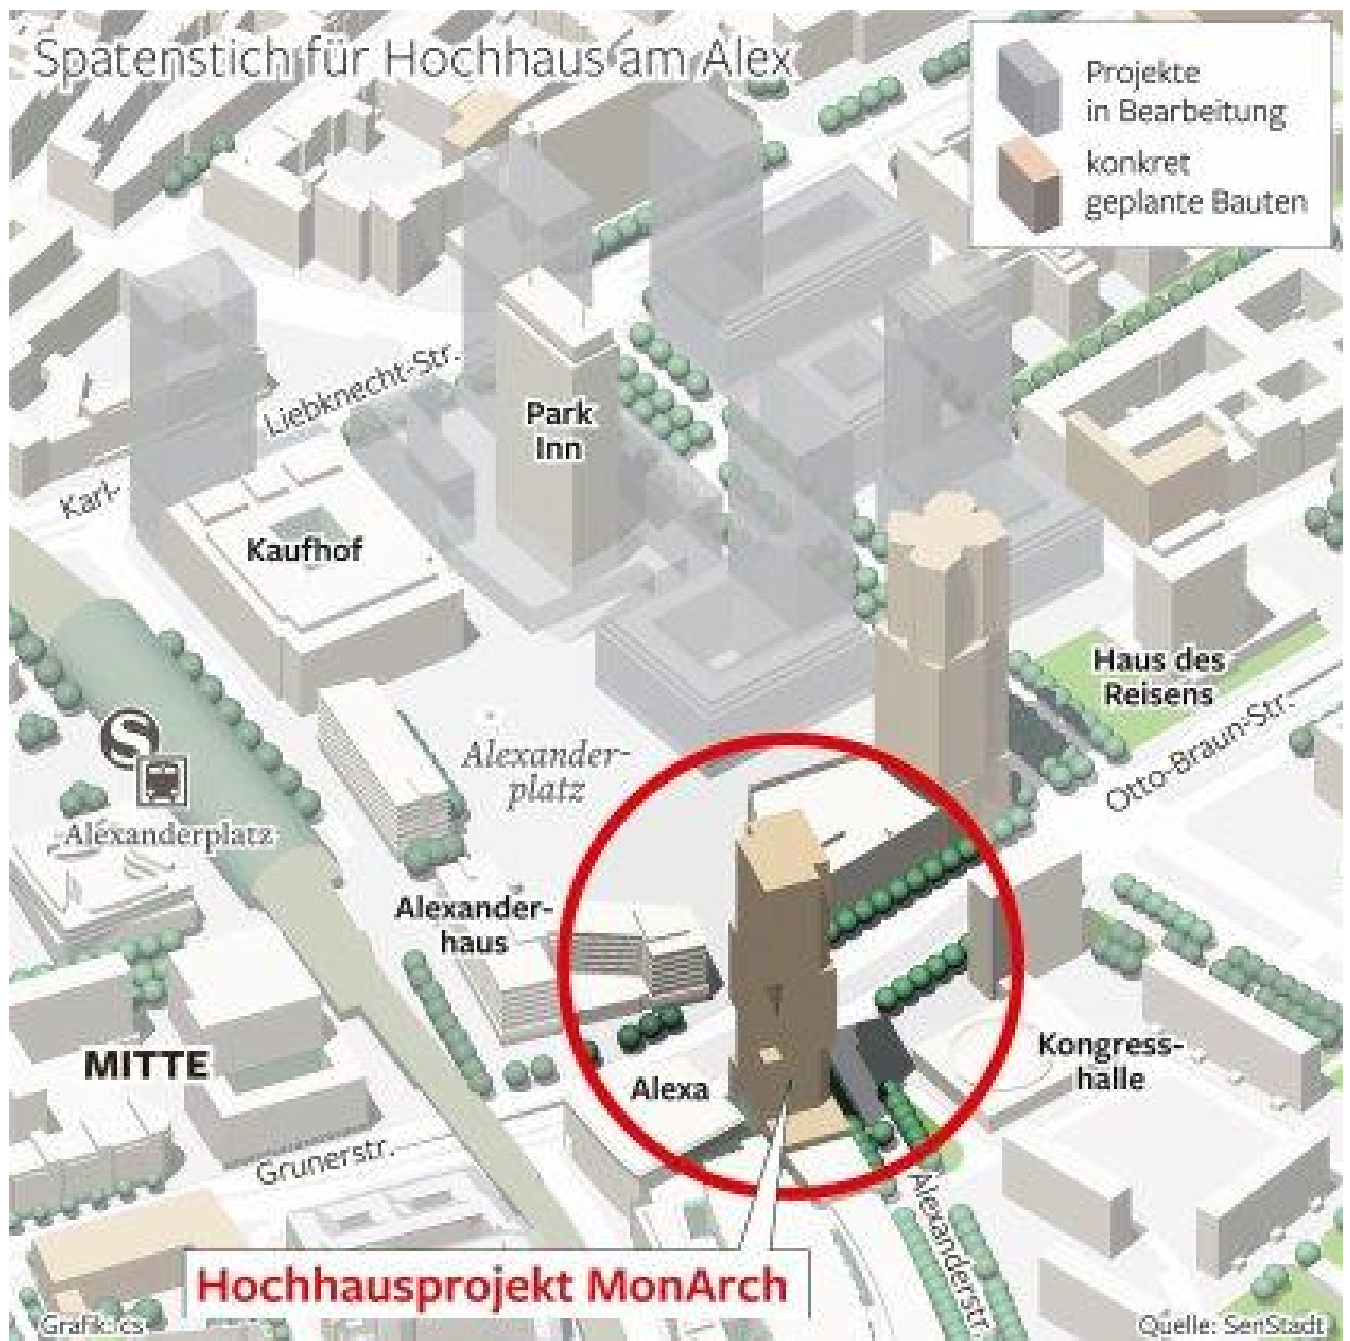 Spatenstich für Hochhaus am Alex
Projekte
in Bearbeitung
konkret
geplante Bauten
Liebknecht-Str.
Karl-
Park
Inn
Kaufhof
Haus des
Reisens
Otto-Braun-Str.
Alexander-
platz
S
Alexanderplatz
Alexander-
haus
MITTE
Alexa
Kongress-
halle
Grunerstr.
Alexanderstr.
Hochhausprojekt MonArch
Grafik: cs
Quelle: SenStadt